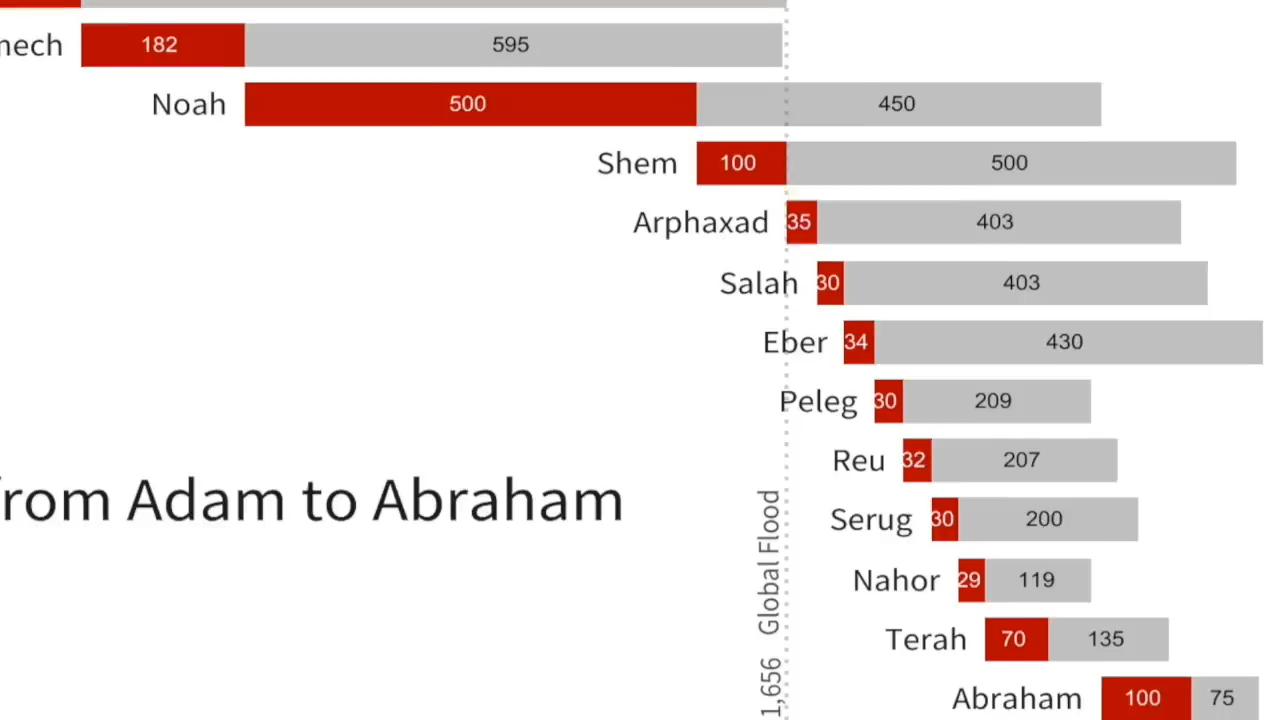 182 595
Noah 500 450
Shem 100 500
Arphaxad 35 403
Salah 30 403
Eber 34 430
Peleg 30 209
Reu 32 207
from Adam to Abraham
Serug 30 200
Nahor 29 119
Terah 70 135
Abraham 100 75
1,656 Global Flood